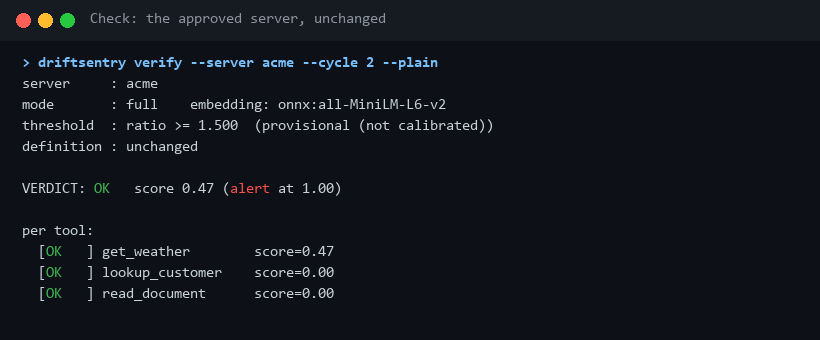 Check: the approved server, unchanged
> driftsentry verify --server acme --cycle 2 --plain
server     : acme
mode       : full    embedding: onnx:all-MiniLM-L6-v2
threshold  : ratio >= 1.500  (provisional (not calibrated))
definition : unchanged
VERDICT: OK   score 0.47 (alert at 1.00)
per tool:
  [OK   ] get_weather        score=0.47
  [OK   ] lookup_customer    score=0.00
  [OK   ] read_document      score=0.00